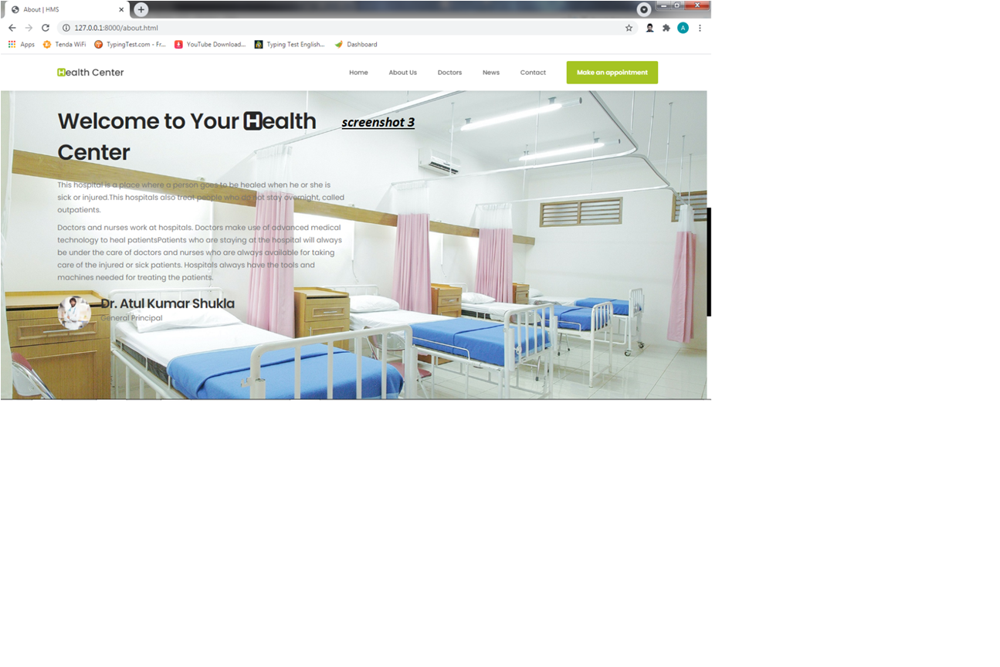 About | HMS
127.0.0.1:8000/about.html
Apps Tenda WiFi TypingTest.com - Fr... YouTube Download... Typing Test English... Dashboard
A
Health Center Home About Us Doctors News Contact Make an appointment
Welcome to Your Health
Center
screenshot 3
This hospital is a place where a person goes to be healed when he or she is
sick or injured.This hospitals also treat people who do not stay overnight, called
outpatients.
Doctors and nurses work at hospitals. Doctors make use of advanced medical
technology to heal patientsPatients who are staying at the hospital will always
be under the care of doctors and nurses who are always available for taking
care of the injured or sick patients. Hospitals always have the tools and
machines needed for treating the patients.
Dr. Atul Kumar Shukla
General Principal